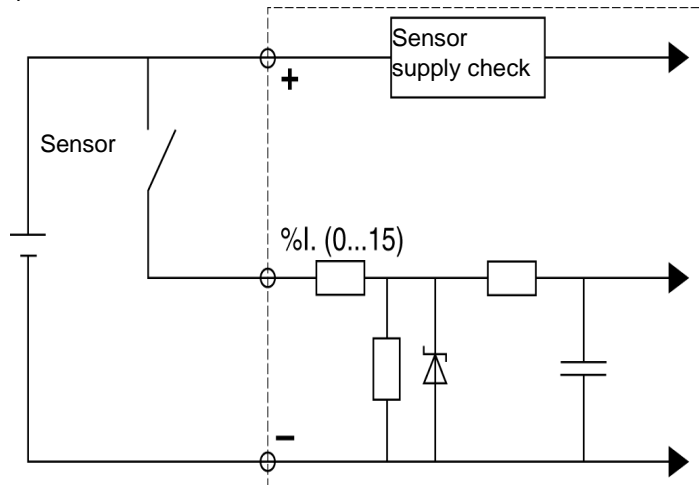 Sensor
supply check
+
Sensor
%I. (0...15)
–